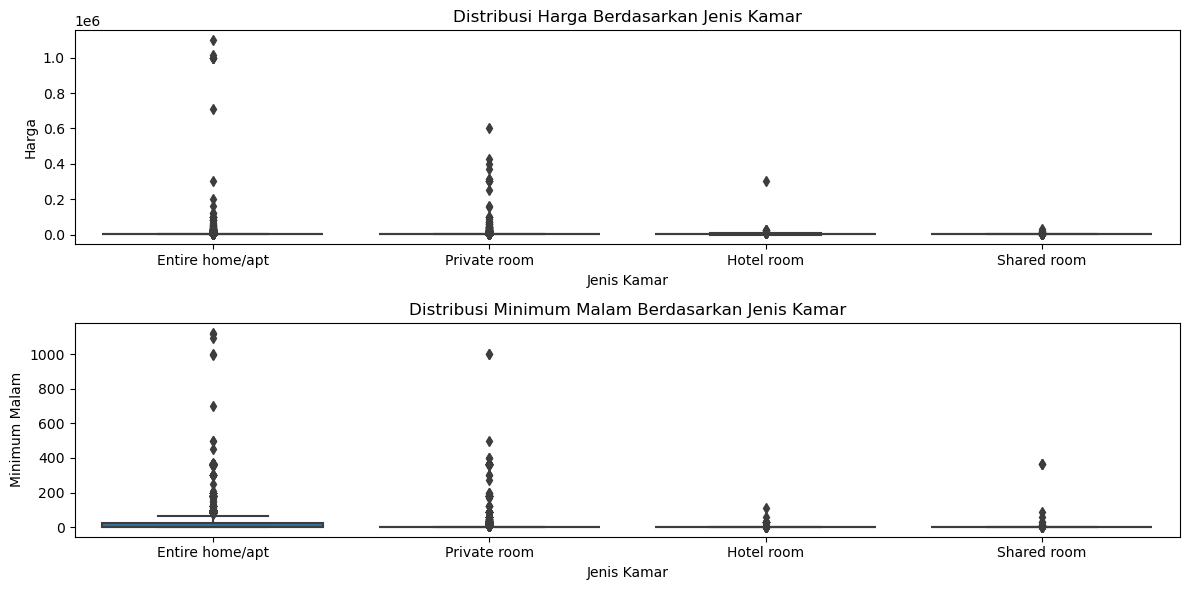 Distribusi Harga Berdasarkan Jenis Kamar
1e6
1.0
0.8
0.6
0.4
0.2
0.0
Harga
Entire home/apt Private room Hotel room Shared room
Jenis Kamar
Distribusi Minimum Malam Berdasarkan Jenis Kamar
1000
800
600
400
200
0
Minimum Malam
Entire home/apt Private room Hotel room Shared room
Jenis Kamar